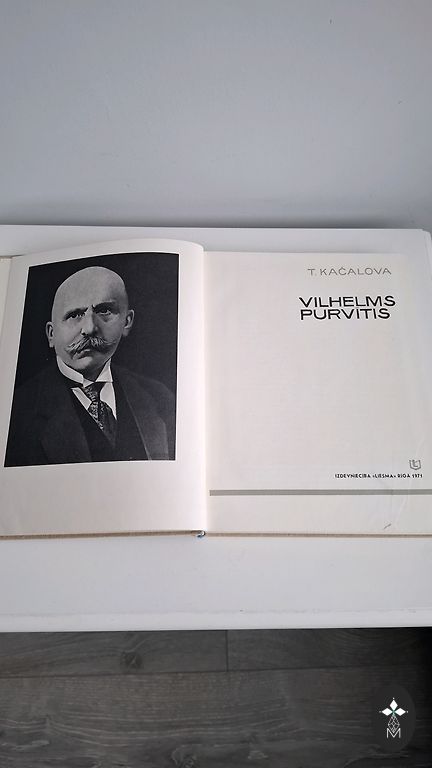 T. KAČALOVA
VILHELMS
PURVĪTIS
IZDEVNIECĪBA «LIESMA» RĪGĀ 1971
M